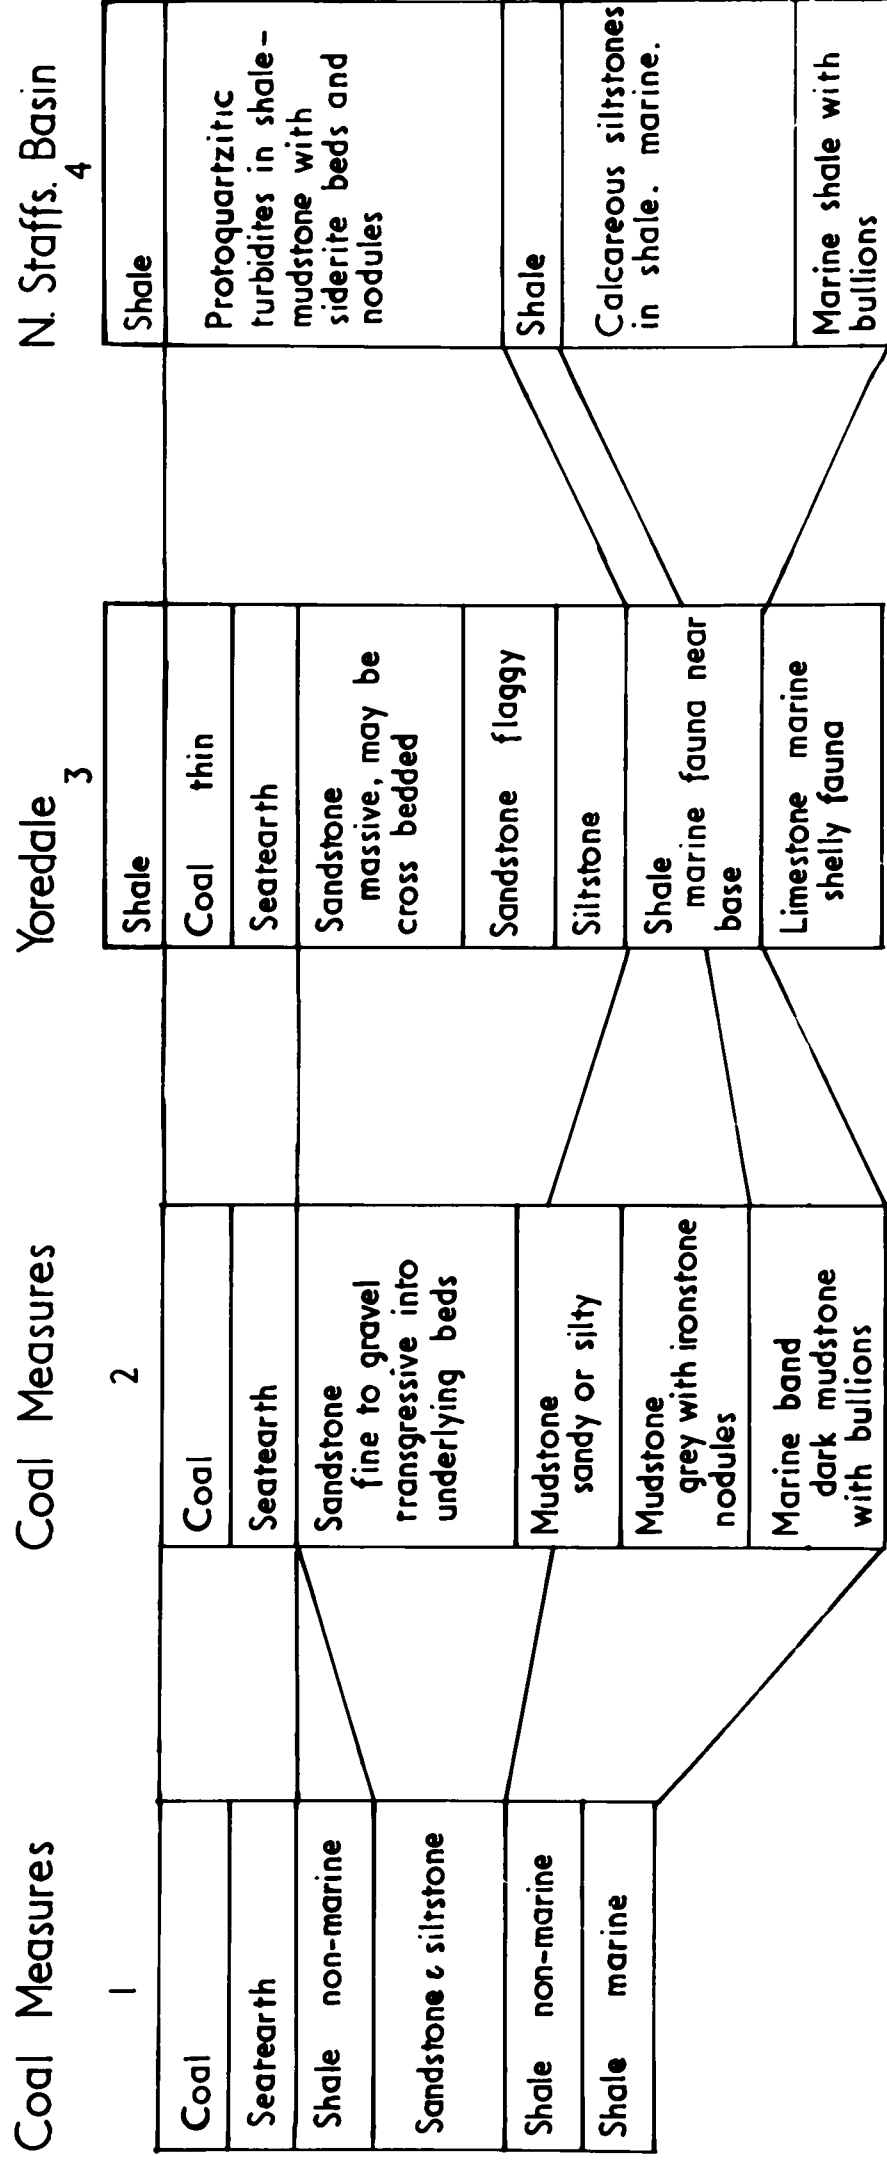 Coal Measures
1
Coal
Seatearth
Shale non-marine
Sandstone & siltstone
Shale non-marine
Shale marine
Coal Measures
2
Coal
Seatearth
Sandstone
fine to gravel
transgressive into
underlying beds
Mudstone
sandy or silty
Mudstone
grey with ironstone
nodules
Marine band
dark mudstone
with bullions
Yoredale
3
Shale
Coal thin
Seatearth
Sandstone
massive, may be
cross bedded
Sandstone flaggy
Siltstone
Shale
marine fauna near
base
Limestone marine
shelly fauna
N. Staffs. Basin
4
Shale
Protoquartzitic
turbidites in shale-
mudstone with
siderite beds and
nodules
Shale
Calcareous siltstones
in shale. marine.
Marine shale with
bullions